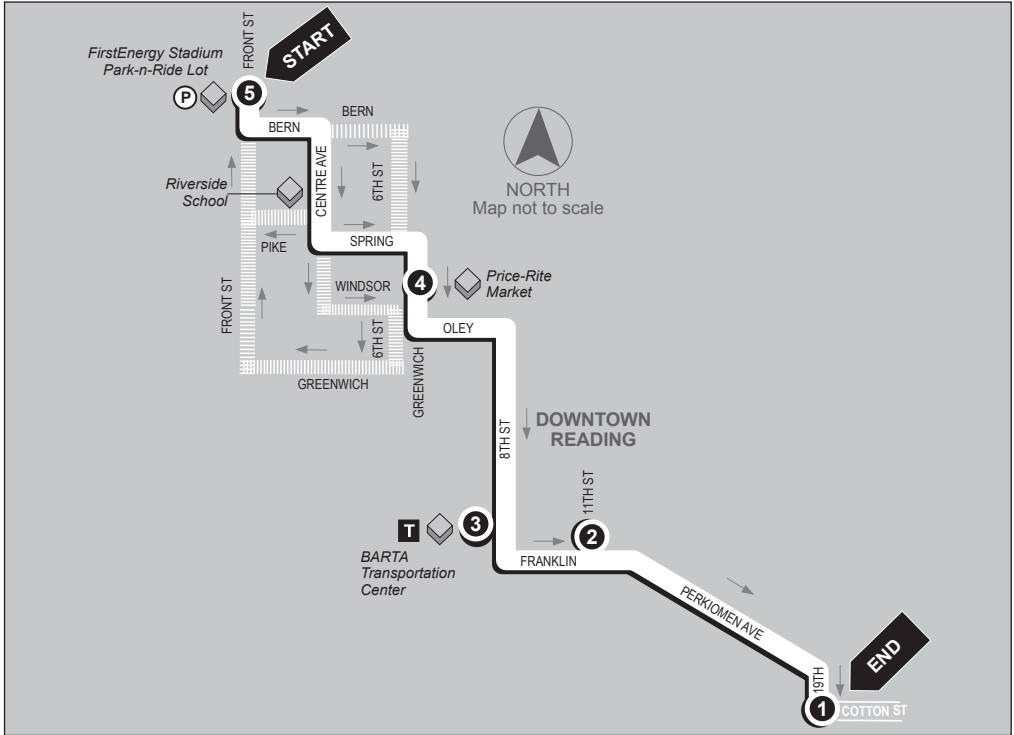 FRONT ST
START
FirstEnergy Stadium
Park-n-Ride Lot
P
5
BERN
BERN
CENTRE AVE
6TH ST
NORTH
Map not to scale
Riverside
School
PIKE
SPRING
FRONT ST
WINDSOR
4
Price-Rite
Market
6TH ST
OLEY
GREENWICH
GREENWICH
8TH ST
DOWNTOWN
READING
11TH ST
T
3
2
BARTA
Transportation
Center
FRANKLIN
PERKIOMEN AVE
END
19TH
1
COTTON ST